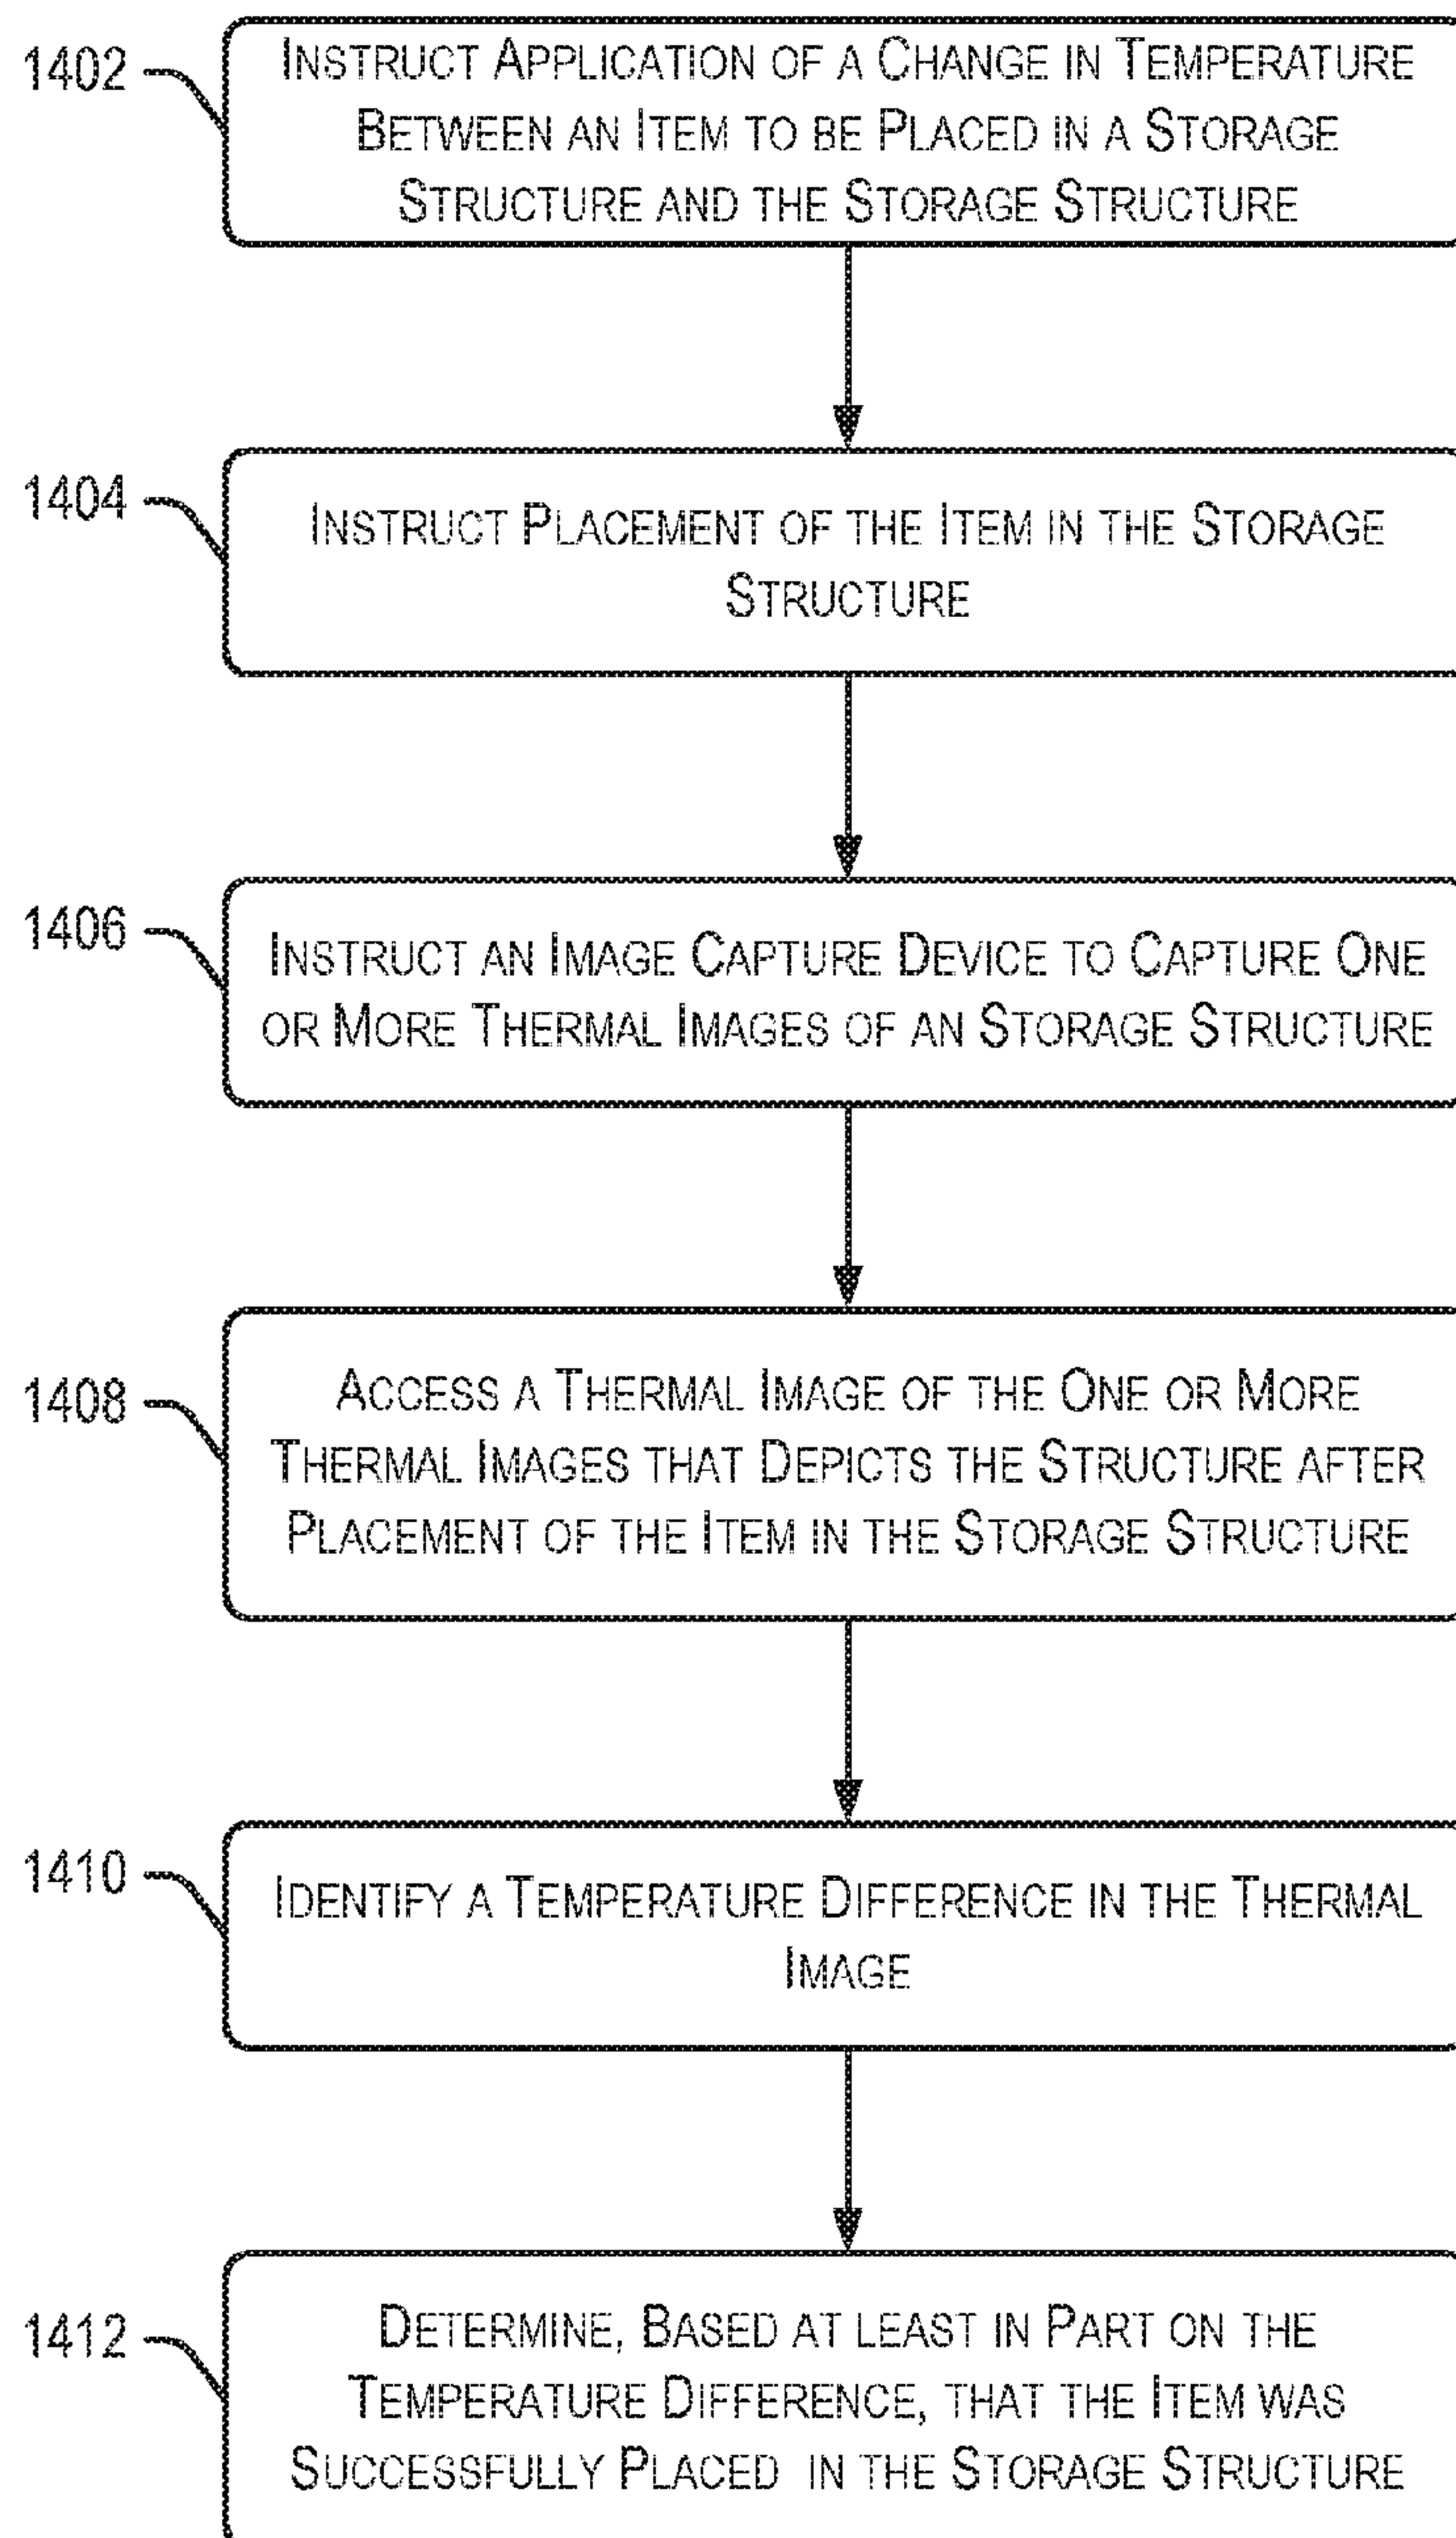 1402
INSTRUCT APPLICATION OF A CHANGE IN TEMPERATURE
BETWEEN AN ITEM TO BE PLACED IN A STORAGE
STRUCTURE AND THE STORAGE STRUCTURE
1404
INSTRUCT PLACEMENT OF THE ITEM IN THE STORAGE
STRUCTURE
1406
INSTRUCT AN IMAGE CAPTURE DEVICE TO CAPTURE ONE
OR MORE THERMAL IMAGES OF AN STORAGE STRUCTURE
1408
ACCESS A THERMAL IMAGE OF THE ONE OR MORE
THERMAL IMAGES THAT DEPICTS THE STRUCTURE AFTER
PLACEMENT OF THE ITEM IN THE STORAGE STRUCTURE
1410
IDENTIFY A TEMPERATURE DIFFERENCE IN THE THERMAL
IMAGE
1412
DETERMINE, BASED AT LEAST IN PART ON THE
TEMPERATURE DIFFERENCE, THAT THE ITEM WAS
SUCCESSFULLY PLACED IN THE STORAGE STRUCTURE